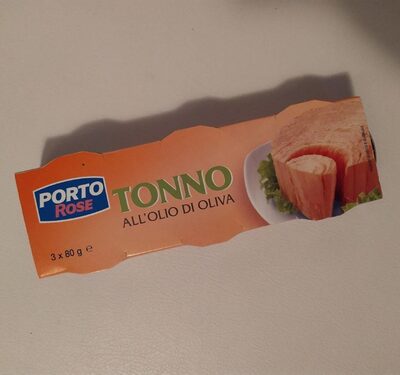 PORTO
ROSE
TONNO
ALL'OLIO DI OLIVA
3 x 80 g e